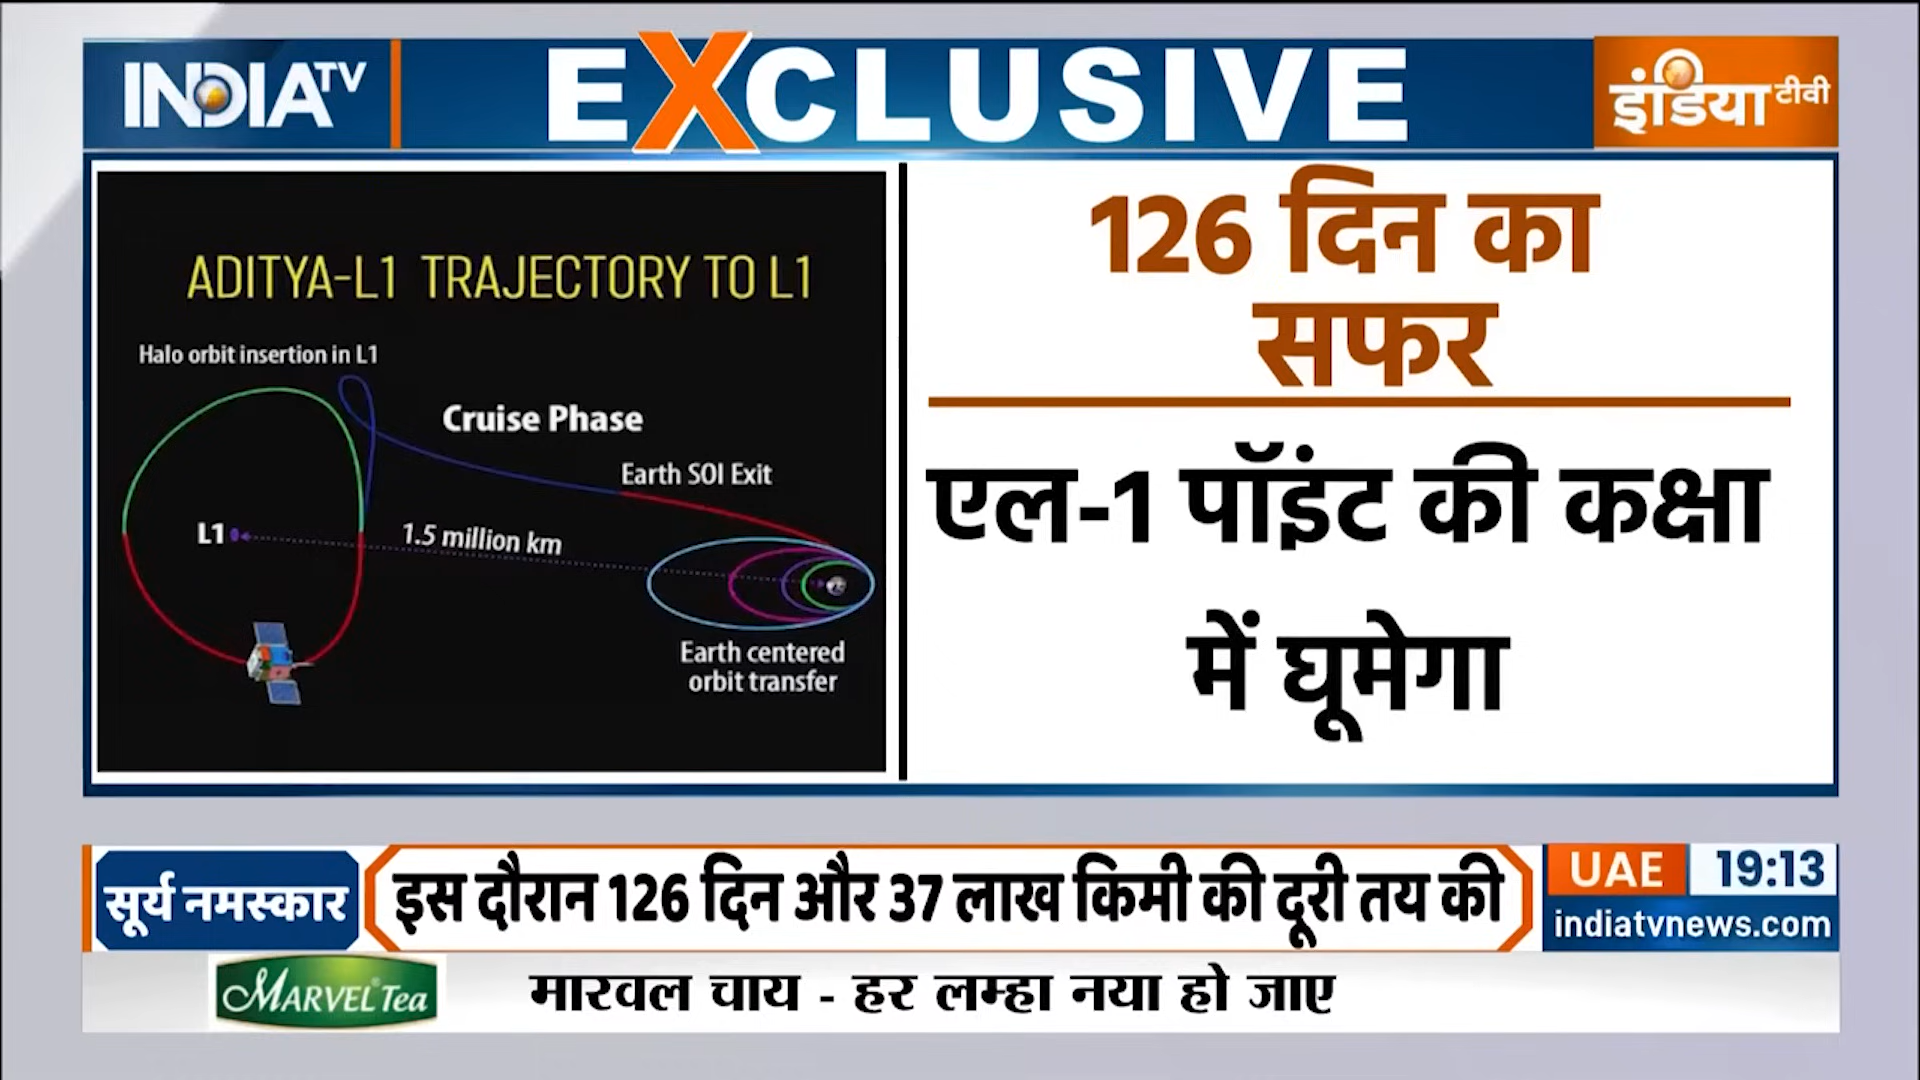 INDIA TV
EXCLUSIVE
इंडिया टीवी
ADITYA-L1 TRAJECTORY TO L1
Halo orbit insertion in L1
Cruise Phase
Earth SOI Exit
L1
1.5 million km
Earth centered
orbit transfer
126 दिन का
सफर
एल-1 पॉइंट की कक्षा
में घूमेगा
सूर्य नमस्कार
इस दौरान 126 दिन और 37 लाख किमी की दूरी तय की
UAE 19:13
indiatvnews.com
MARVEL® Tea
मारवल चाय - हर लम्हा नया हो जाए